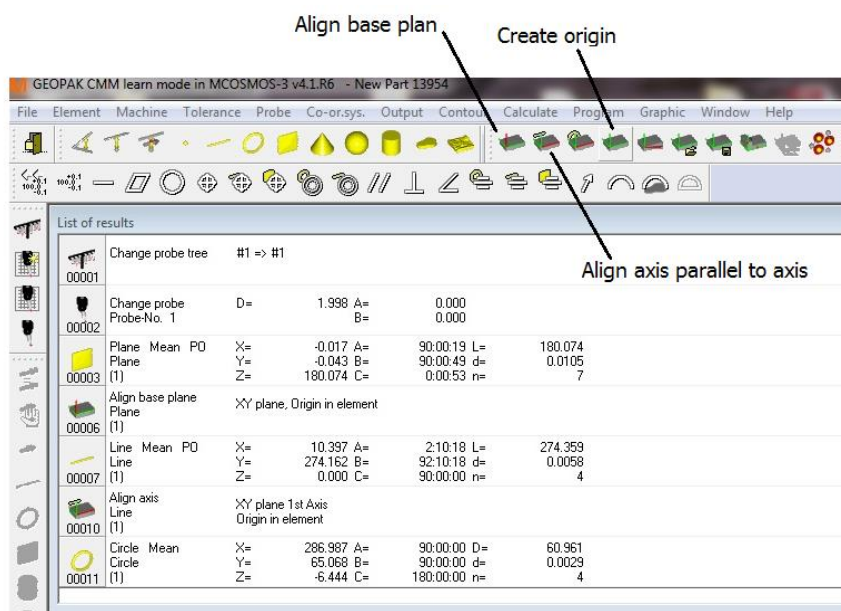 Align base plan
Create origin
GEOPAK CMM learn mode in MCOSMOS-3 v4.1.R6 - New Part 13954
File Element Machine Tolerance Probe Co-or.sys. Output Contour Calculate Program Graphic Window Help
List of results
Align axis parallel to axis
Change probe tree #1 => #1
00001
Change probe D= 1.998 A= 0.000
Probe-No. 1 B= 0.000
00002
Plane Mean PO X= -0.017 A= 90:00:19 L= 180.074
Plane Y= -0.043 B= 90:00:49 d= 0.0105
00003 (1) Z= 180.074 C= 0:00:53 n= 7
Align base plane XY plane, Origin in element
Plane
00006 (1)
Line Mean PO X= 10.397 A= 2:10:18 L= 274.359
Line Y= 274.162 B= 92:10:18 d= 0.0058
00007 (1) Z= 0.000 C= 90:00:00 n= 4
Align axis XY plane 1st Axis
Line Origin in element
00010 (1)
Circle Mean X= 286.987 A= 90:00:00 D= 60.961
Circle Y= 65.068 B= 90:00:00 d= 0.0029
00011 (1) Z= -6.444 C= 180:00:00 n= 4